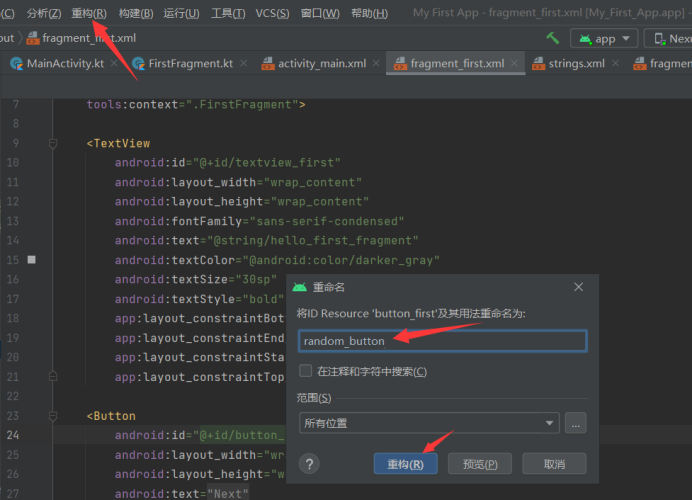 (C) 分析(Z) 重构(R) 构建(B) 运行(U) 工具(T) VCS(S) 窗口(W) 帮助(H) My First App - fragment_first.xml [My_First_App.app]
out fragment_first.xml app Nex
MainActivity.kt FirstFragment.kt activity_main.xml fragment_first.xml strings.xml fragmen
7 tools:context=".FirstFragment">
8
9 <TextView
10 android:id="@+id/textview_first"
11 android:layout_width="wrap_content"
12 android:layout_height="wrap_content"
13 android:fontFamily="sans-serif-condensed"
14 android:text="@string/hello_first_fragment"
15 android:textColor="@android:color/darker_gray"
16 android:textSize="30sp"
17 android:textStyle="bold"
18 app:layout_constraintBot
19 app:layout_constraintEnd
20 app:layout_constraintSta
21 app:layout_constraintTop
22
23 <Button
24 android:id="@+id/button_
25 android:layout_width="wr
26 android:layout_height="w
27 android:text="Next"
重命名
将ID Resource 'button_first'及其用法重命名为:
random_button
在注释和字符中搜索(C)
范围(S)
所有位置
...
? 重构(R) 预览(P) 取消